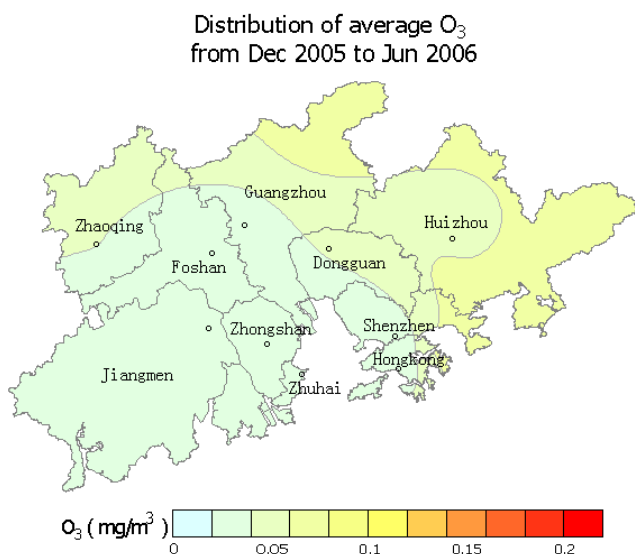 Distribution of average O₃
from Dec 2005 to Jun 2006
Guangzhou
Zhaoqing
Huizhou
Foshan
Dongguan
Zhongshan
Shenzhen
Hongkong
Jiangmen
Zhuhai
O₃ (mg/m³)
0 0.05 0.1 0.15 0.2